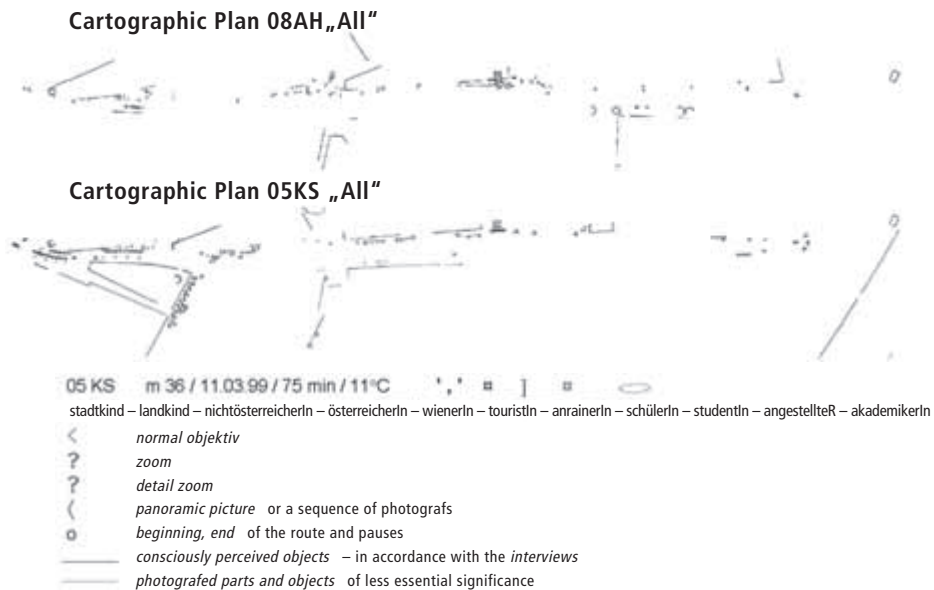 Cartographic Plan 08AH„All“
Cartographic Plan 05KS „All“
05 KS m 36 / 11.03.99 / 75 min / 11°C
stadtkind – landkind – nichtösterreicherIn – österreicherIn – wienerIn – touristIn – anrainerIn – schülerIn – studentIn – angestellteR – akademikerIn
< normal objektiv
? zoom
? detail zoom
( panoramic picture or a sequence of photografs
o beginning, end of the route and pauses
consciously perceived objects – in accordance with the interviews
photografed parts and objects of less essential significance